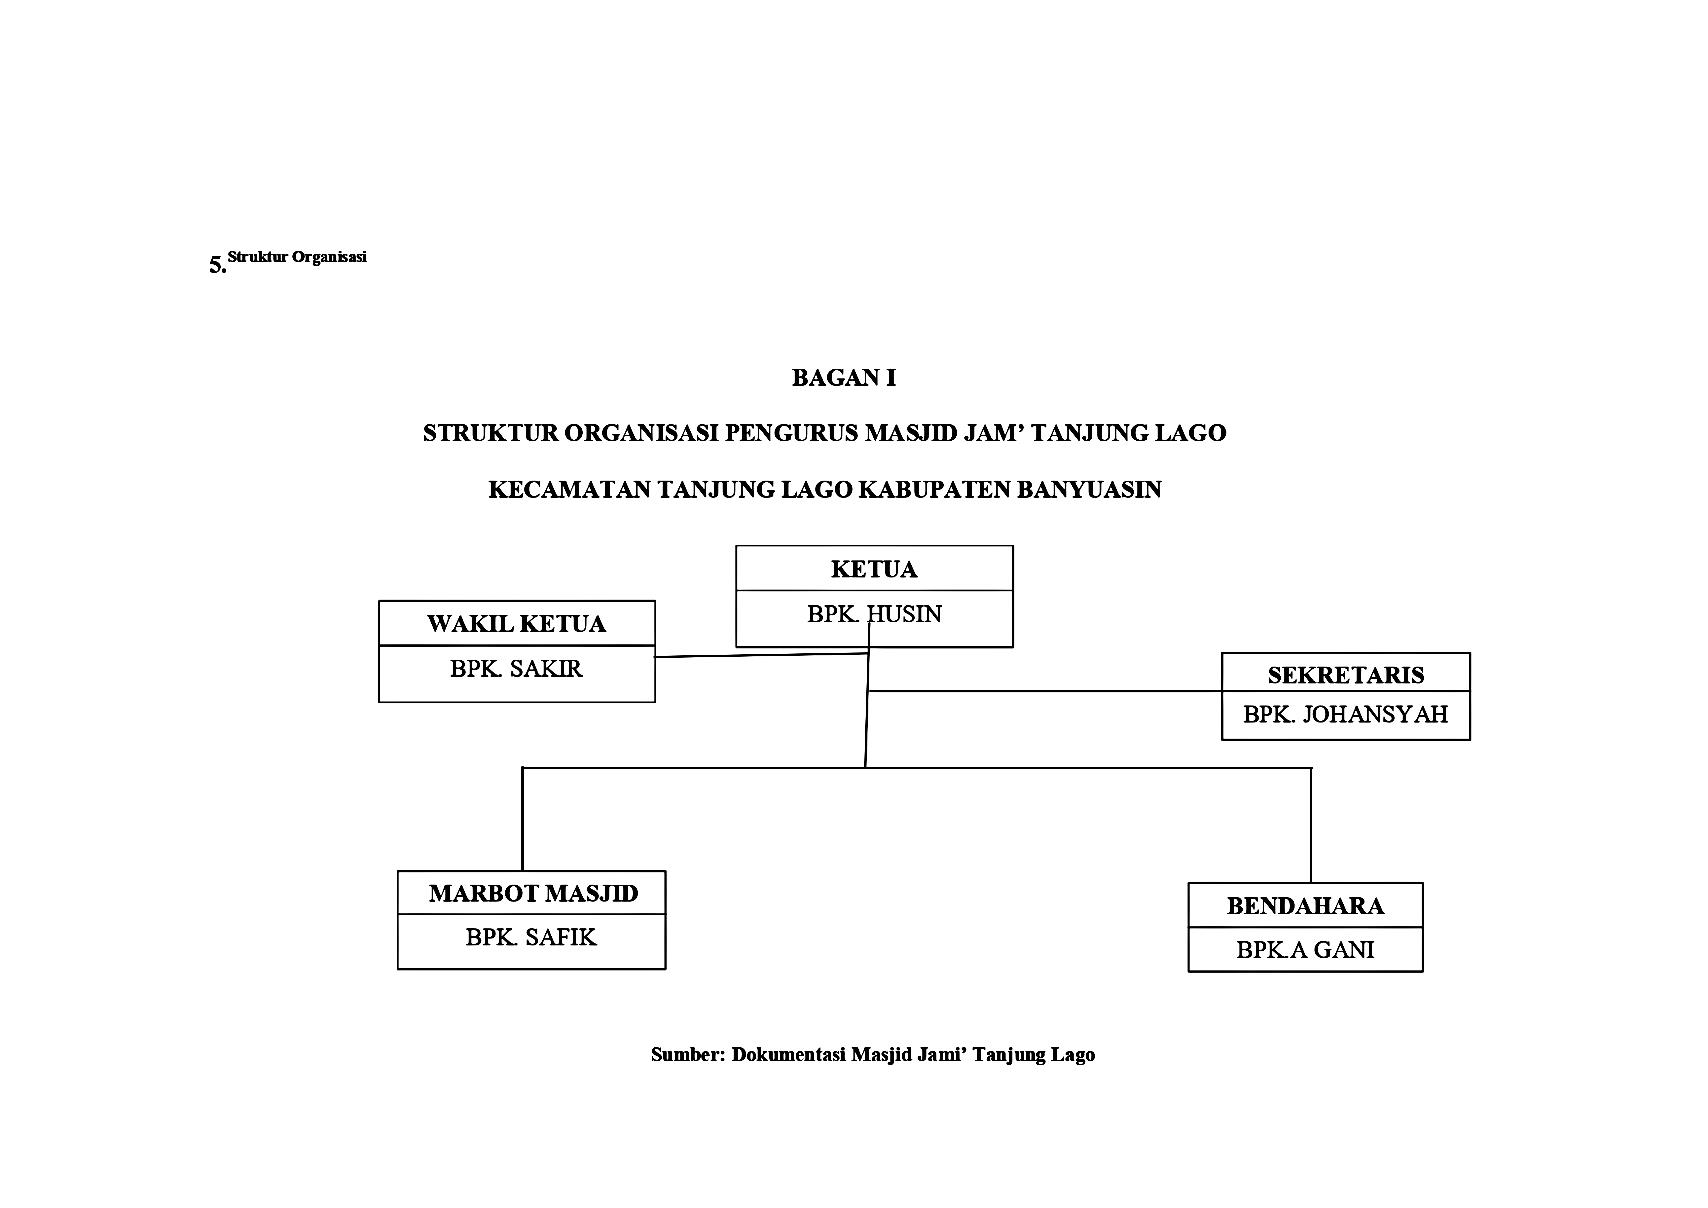 5. Struktur Organisasi
BAGAN I
STRUKTUR ORGANISASI PENGURUS MASJID JAM’ TANJUNG LAGO
KECAMATAN TANJUNG LAGO KABUPATEN BANYUASIN
KETUA
BPK. HUSIN
WAKIL KETUA
BPK. SAKIR
SEKRETARIS
BPK. JOHANSYAH
MARBOT MASJID
BPK. SAFIK
BENDAHARA
BPK.A GANI
Sumber: Dokumentasi Masjid Jami’ Tanjung Lago